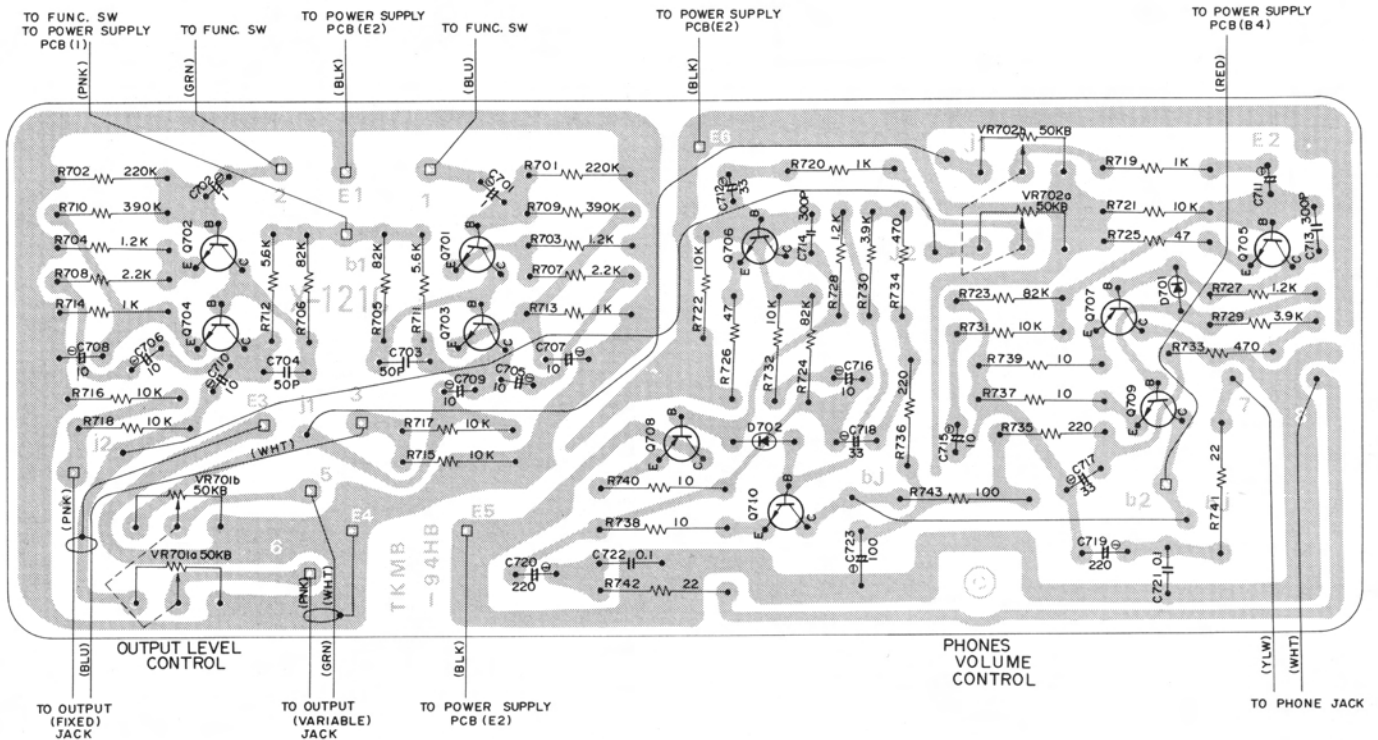 TO FUNC. SW
TO POWER SUPPLY
PCB (1)
TO FUNC. SW
TO POWER SUPPLY
PCB (E2)
TO FUNC. SW
TO POWER SUPPLY
PCB(E2)
TO POWER SUPPLY
PCB (B4)
(PNK)
(GRN)
(BLK)
(BLU)
(BLK)
(RED)
R702 220K
C702 1
2
E1
1
C701 1
R701 220K
R710 390K
R709 390K
R704 1.2K
Q702 B E C
R703 1.2K
Q701 B E C
R708 2.2K
R707 2.2K
b1
R714 1K
R713 1K
R712 5.6K
R706 82K
R705 82K
R711 5.6K
Q704 B E C
Q703 B E C
C708 10
C706 10
C710 10
C704 50P
C703 50P
C707 10
C709 10
C705 10
R716 10K
R718 10K
E3
j1
3
R717 10K
R715 10K
j2
(WHT)
(PNK)
VR701b
50KB
5
E4
E5
VR701a 50KB
6
(PNK)
(WHT)
TKMB
-94HB
E6
C712 33
R720 1K
VR702b 50KB
VR702a
50KB
R719 1K
E2
C711 33
R721 10K
R725 47
Q705 B E C
C713 300P
Q706 B E C
C714 300P
R722 10K
R728 1.2K
R730 3.9K
R734 470
R726 47
R732 10K
R724 82K
R723 82K
R731 10K
R739 10
R737 10
R735 220
Q707 B E C
D701
R727 1.2K
R729 3.9K
R733 470
C716 10
R736 220
C715 10
Q709 B E C
7
8
Q708 B E C
D702
C718 33
C717 33
R740 10
R738 10
Q710 B E C
bj
R743 100
b2
R741 22
C720 220
C722 0.1
R742 22
C723 100
C719 220
C721 0.1
OUTPUT LEVEL
CONTROL
PHONES
VOLUME
CONTROL
(BLU)
(GRN)
(BLK)
(YLW)
(WHT)
TO OUTPUT
(FIXED)
JACK
TO OUTPUT
(VARIABLE)
JACK
TO POWER SUPPLY
PCB (E2)
TO PHONE JACK